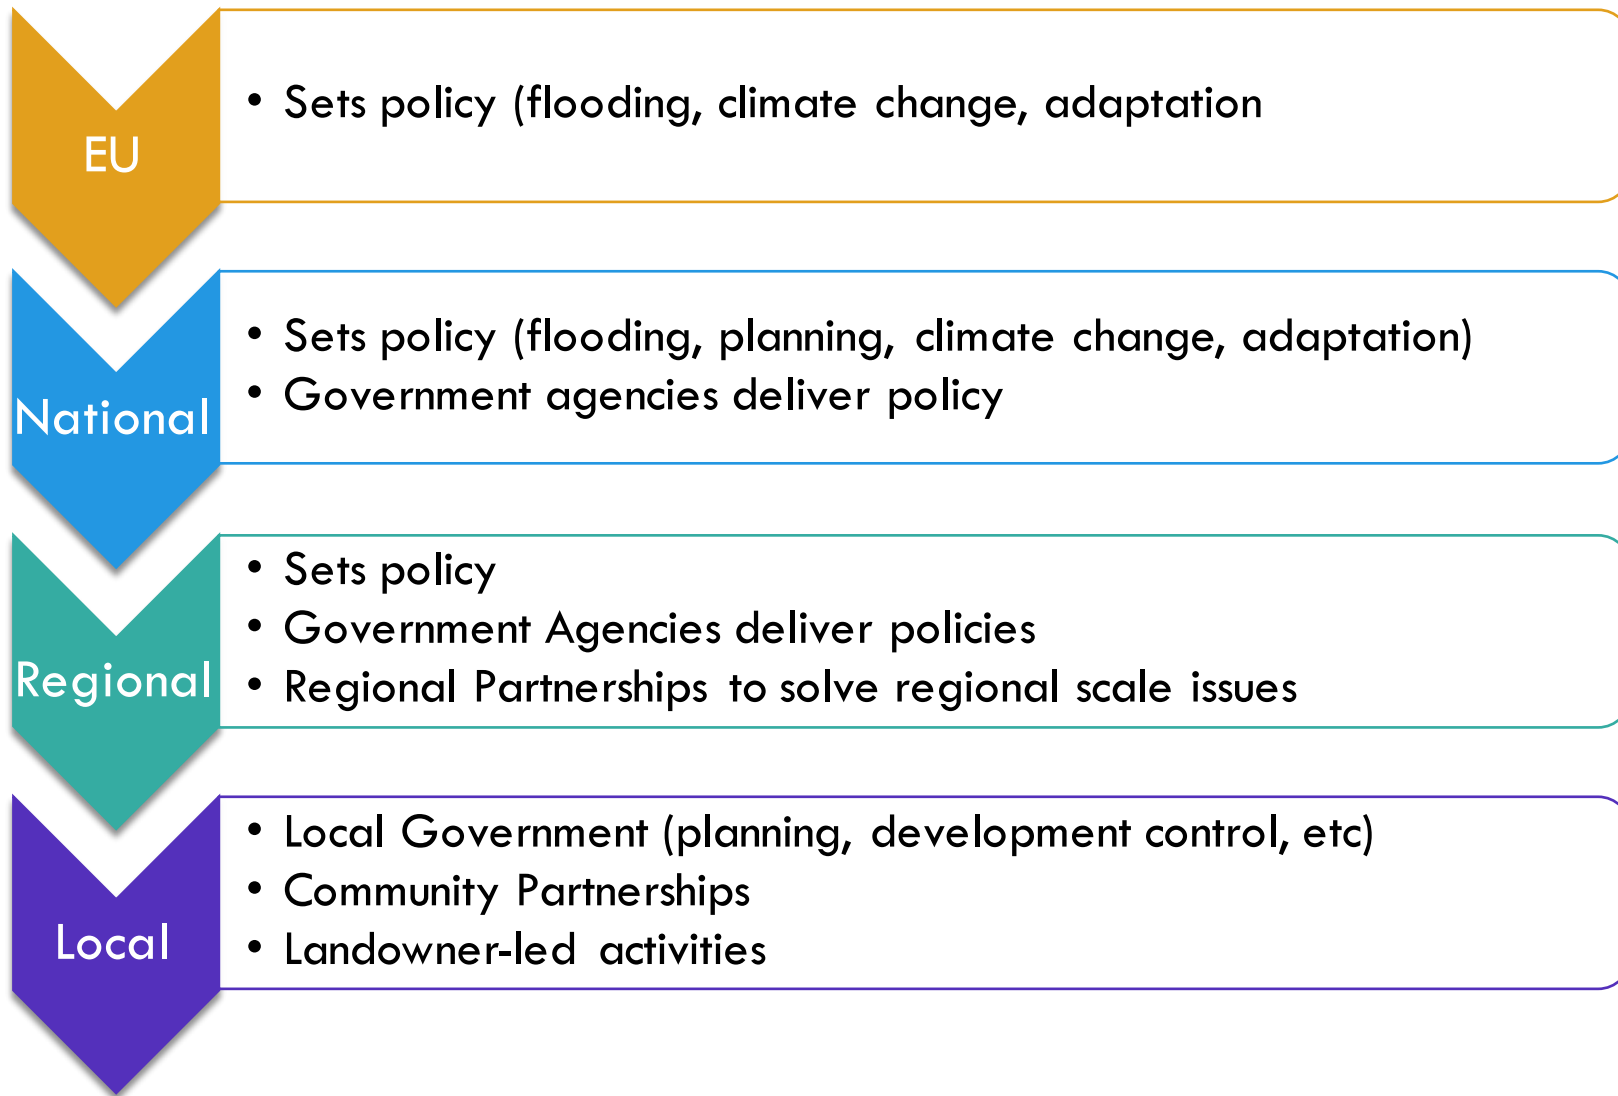 EU
• Sets policy (flooding, climate change, adaptation
National
• Sets policy (flooding, planning, climate change, adaptation)
• Government agencies deliver policy
Regional
• Sets policy
• Government Agencies deliver policies
• Regional Partnerships to solve regional scale issues
Local
• Local Government (planning, development control, etc)
• Community Partnerships
• Landowner-led activities